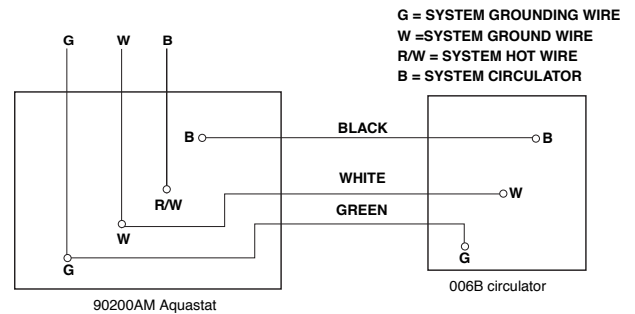 G = SYSTEM GROUNDING WIRE
W =SYSTEM GROUND WIRE
R/W = SYSTEM HOT WIRE
B = SYSTEM CIRCULATOR
G W B
B BLACK B
WHITE W
R/W
GREEN
W
G G
90200AM Aquastat 006B circulator